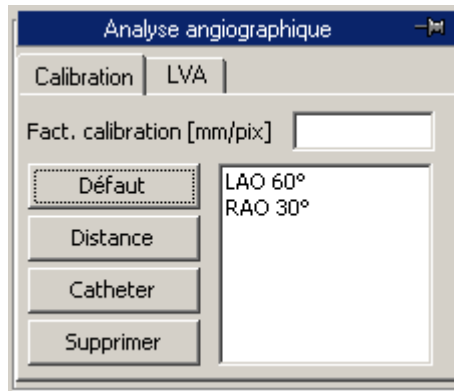 Analyse angiographique
Calibration
LVA
Fact. calibration [mm/pix]
Défaut
Distance
Catheter
Supprimer
LAO 60°
RAO 30°